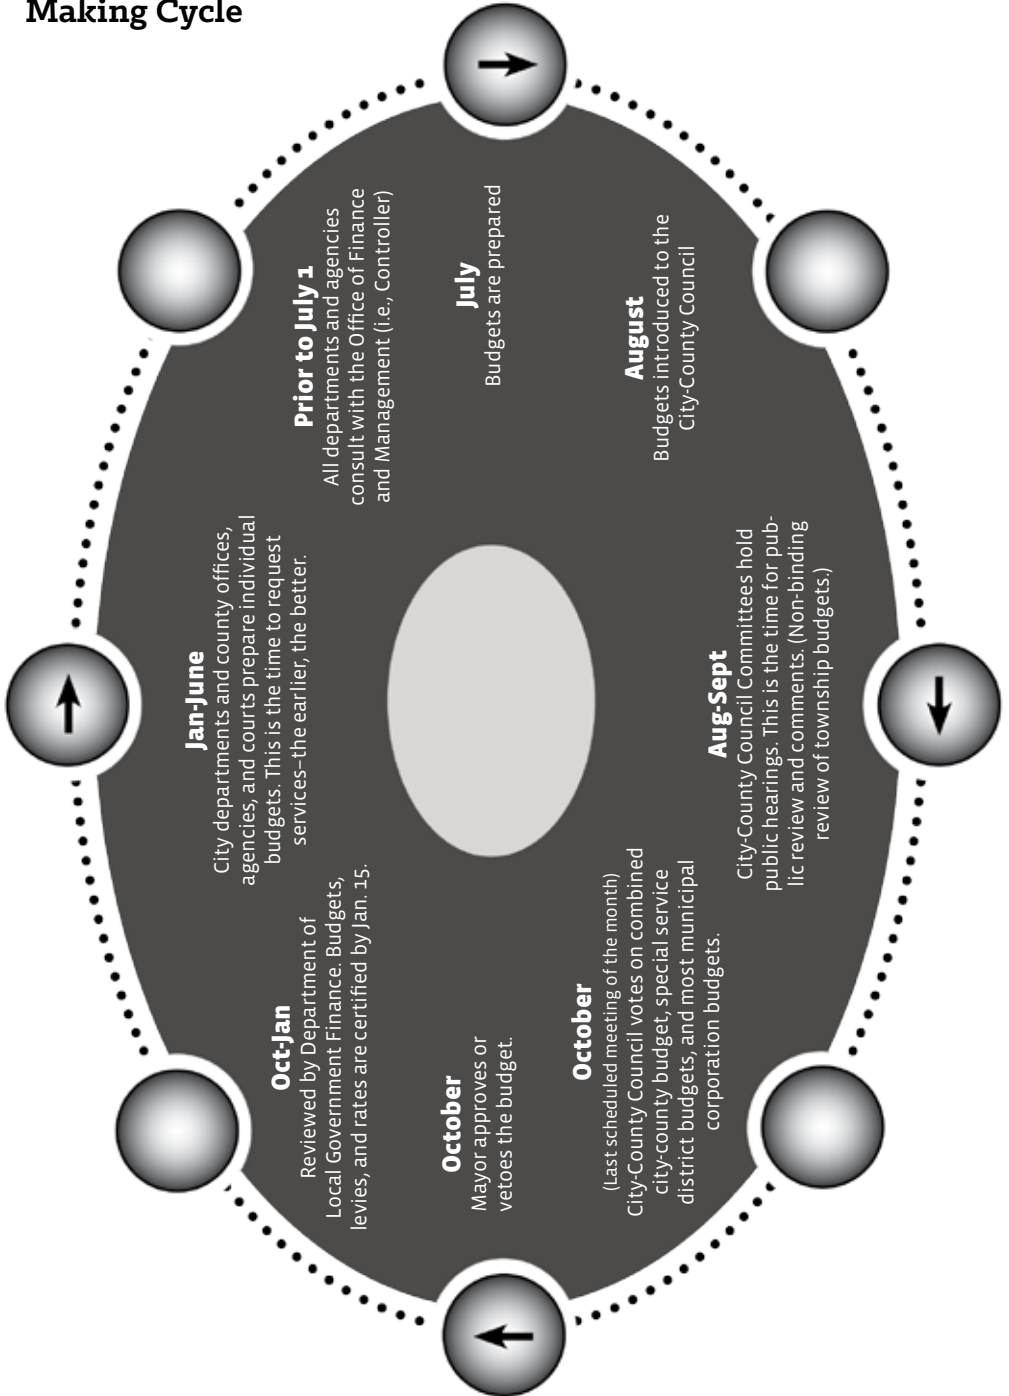 Making Cycle
Jan-June
City departments and county offices,
agencies, and courts prepare individual
budgets. This is the time to request
services–the earlier, the better.
Prior to July 1
All departments and agencies
consult with the Office of Finance
and Management (i.e., Controller)
July
Budgets are prepared
August
Budgets introduced to the
City-County Council
Aug-Sept
City-County Council Committees hold
public hearings. This is the time for pub-
lic review and comments. (Non-binding
review of township budgets.)
October
(Last scheduled meeting of the month)
City-County Council votes on combined
city-county budget, special service
district budgets, and most municipal
corporation budgets.
October
Mayor approves or
vetoes the budget.
Oct-Jan
Reviewed by Department of
Local Government Finance. Budgets,
levies, and rates are certified by Jan. 15.